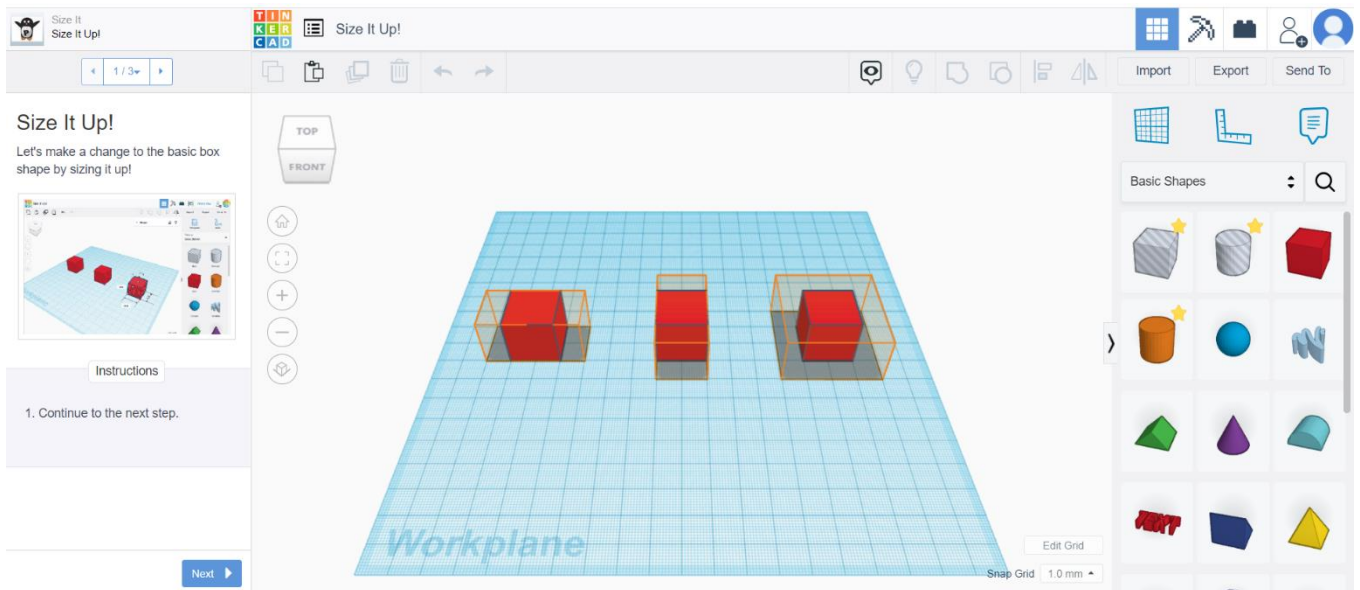 Size It
Size It Up!
TIN
KER
CAD
Size It Up!
1 / 3
Import
Export
Send To
Size It Up!
Let's make a change to the basic box
shape by sizing it up!
TOP
FRONT
Basic Shapes
Instructions
1. Continue to the next step.
TEXT
Workplane
Edit Grid
Snap Grid 1.0 mm
Next